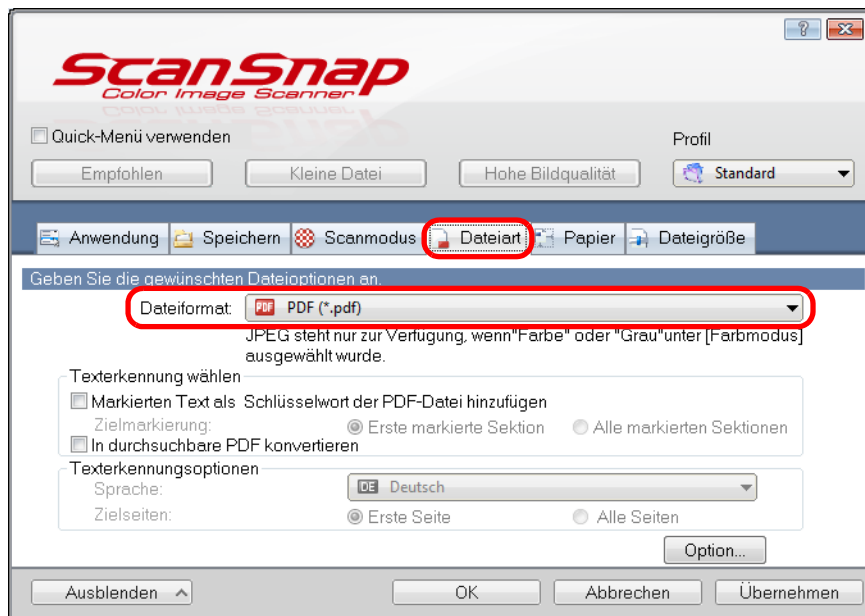 ScanSnap
Color Image Scanner
Quick-Menü verwenden
Profil
Empfohlen Kleine Datei Hohe Bildqualität Standard
Anwendung Speichern Scanmodus Dateiart Papier Dateigröße
Geben Sie die gewünschten Dateioptionen an.
Dateiformat: PDF PDF (*.pdf)
JPEG steht nur zur Verfügung, wenn"Farbe" oder "Grau"unter [Farbmodus]
ausgewählt wurde.
Texterkennung wählen
Markierten Text als Schlüsselwort der PDF-Datei hinzufügen
Zielmarkierung: Erste markierte Sektion Alle markierten Sektionen
In durchsuchbare PDF konvertieren
Texterkennungsoptionen
Sprache: DE Deutsch
Zielseiten: Erste Seite Alle Seiten
Option...
Ausblenden OK Abbrechen Übernehmen